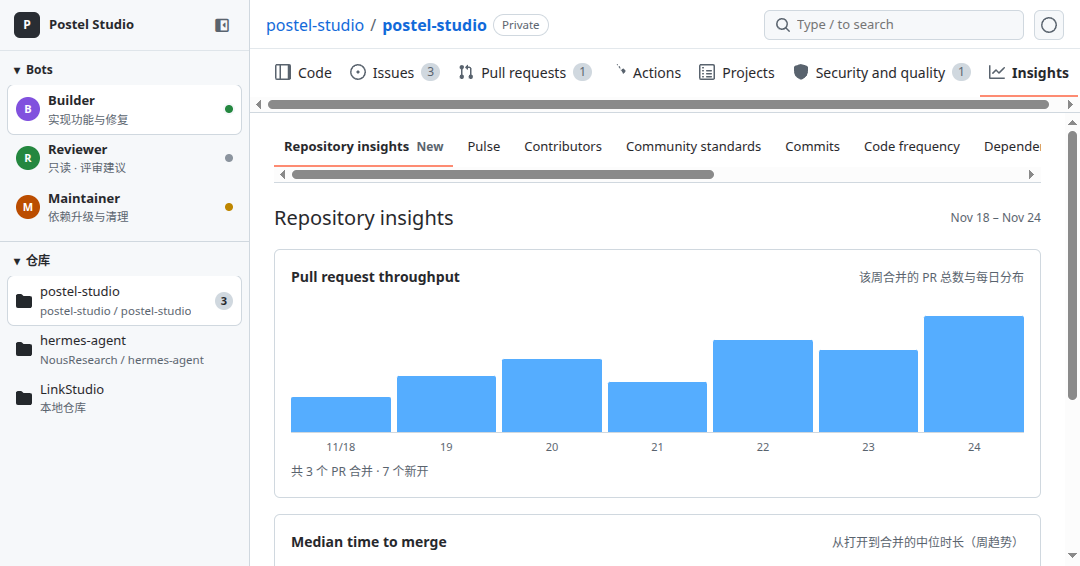 P Postel Studio
▼ Bots
B Builder
实现功能与修复
R Reviewer
只读 · 评审建议
M Maintainer
依赖升级与清理
▼ 仓库
postel-studio
postel-studio / postel-studio
3
hermes-agent
NousResearch / hermes-agent
LinkStudio
本地仓库
postel-studio / postel-studio Private
Type / to search
Code Issues 3 Pull requests 1 Actions Projects Security and quality 1 Insights
Repository insights New Pulse Contributors Community standards Commits Code frequency Depender
Repository insights Nov 18 – Nov 24
Pull request throughput 该周合并的 PR 总数与每日分布
11/18 19 20 21 22 23 24
共 3 个 PR 合并 · 7 个新开
Median time to merge 从打开到合并的中位时长（周趋势）